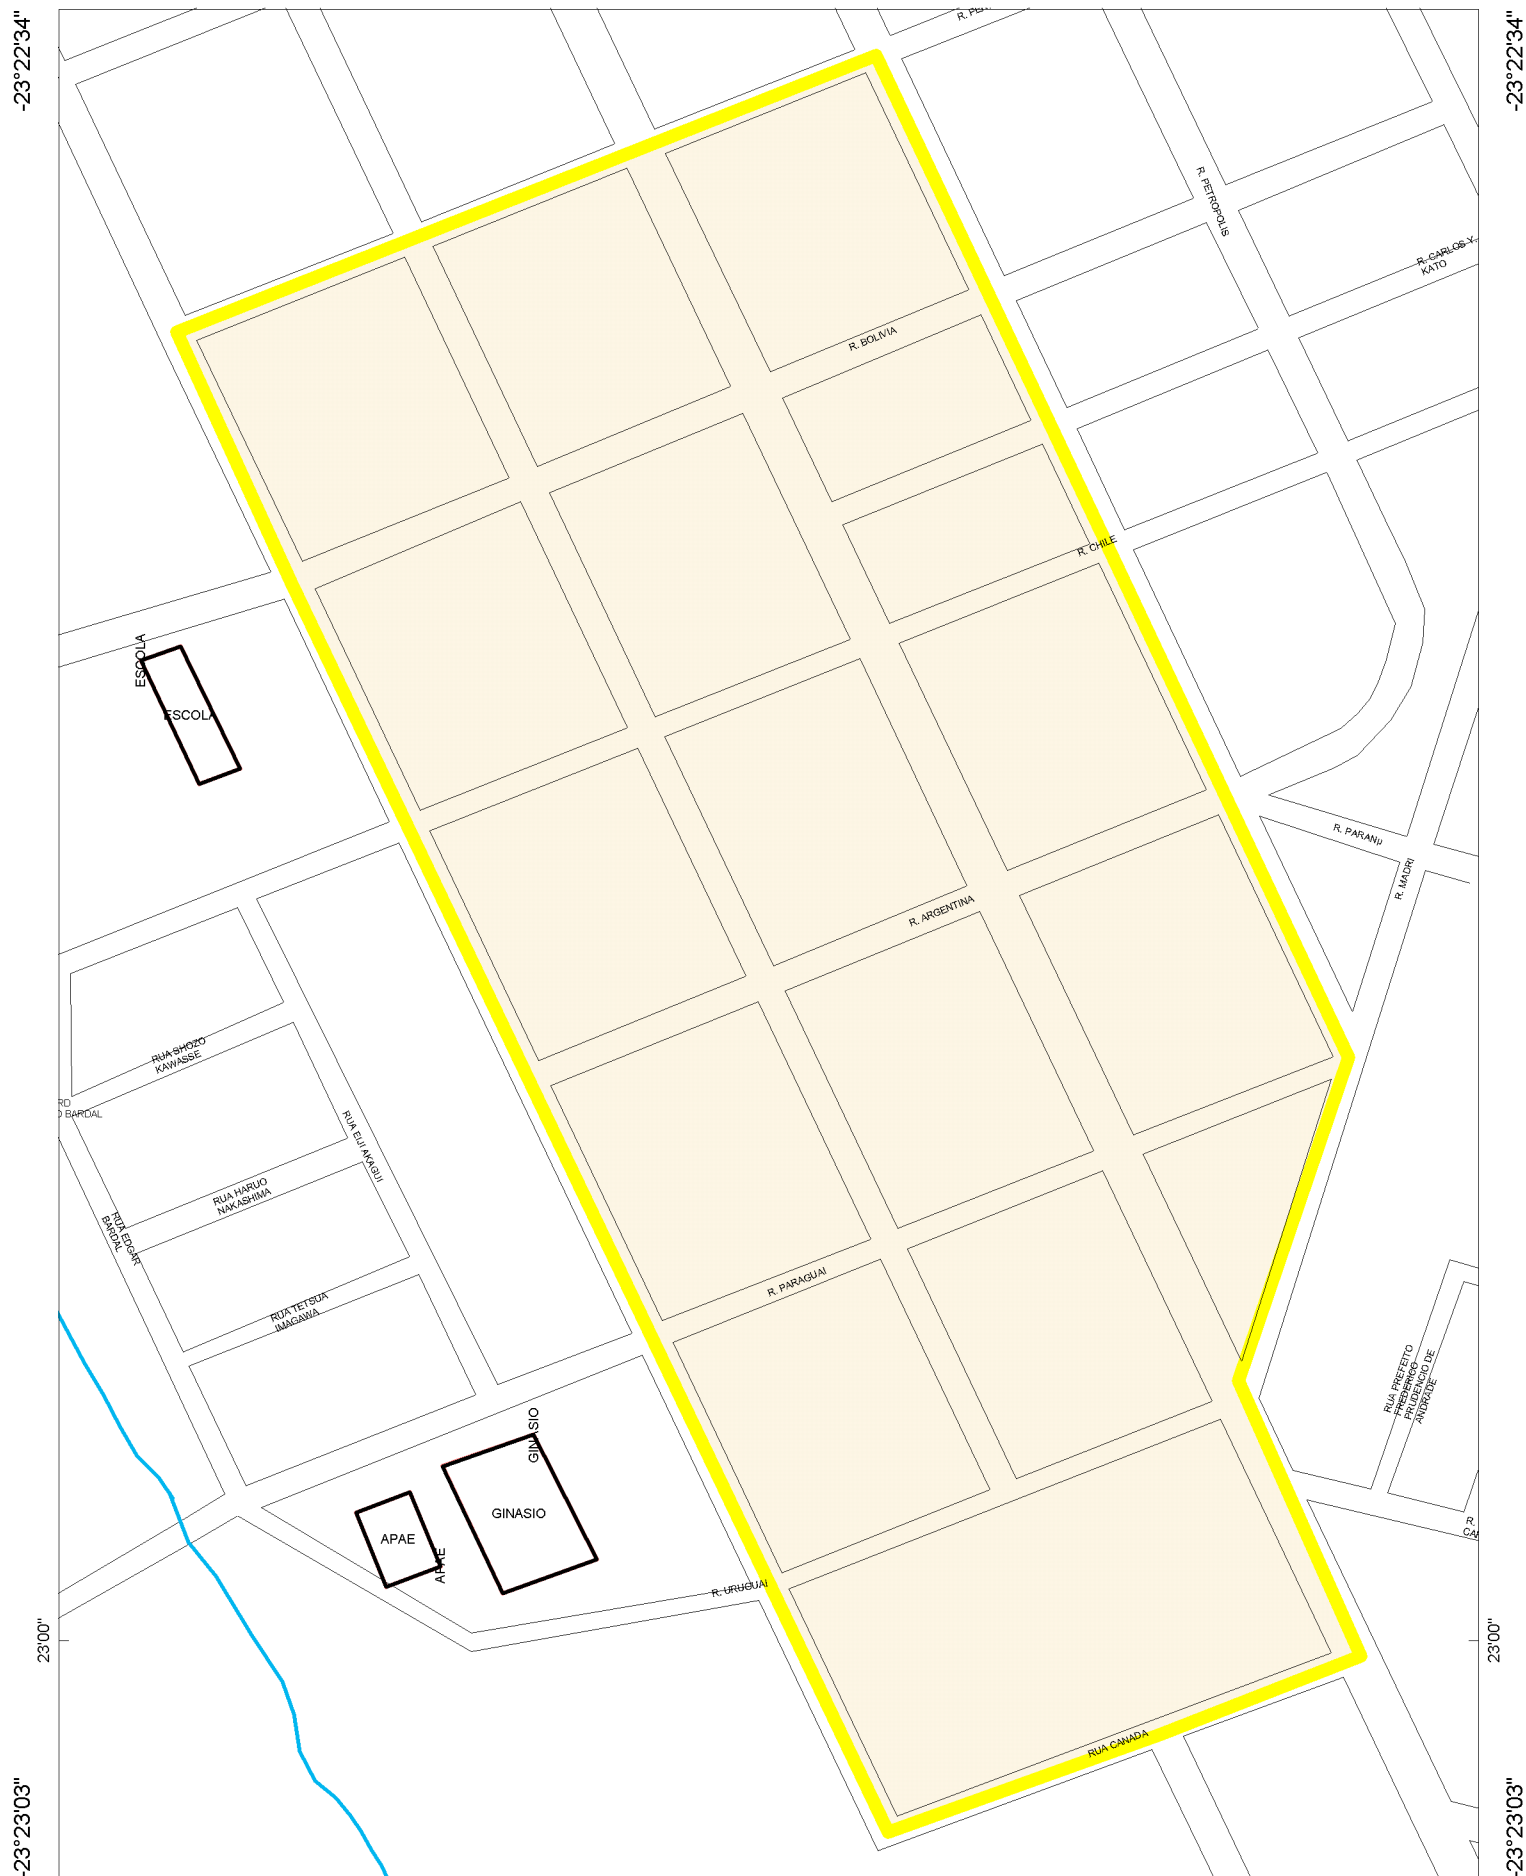 -23°22'34"
-23°22'34"
R. PETROPOLIS
R. CARLOS Y.
KATO
R. BOLIVIA
R. CHILE
ESCOLA
ESCOLA
R. PARANµ
R. MADRI
R. ARGENTINA
RUA SHOZO
KAWASSE
RD
O BARDAL
RUA EIJI AKAGUI
RUA HARUO
NAKASHIMA
RUA EDGAR
BARDAL
R. PARAGUAI
RUA TETSUA
IMAGAWA
RUA PREFEITO
FREDERICO
PRUDENCIO DE
ANDRADE
GINASIO
GINASIO
APAE
APAE
R.
R. URUGUAI
23'00"
23'00"
RUA CANADA
-23°23'03"
-23°23'03"